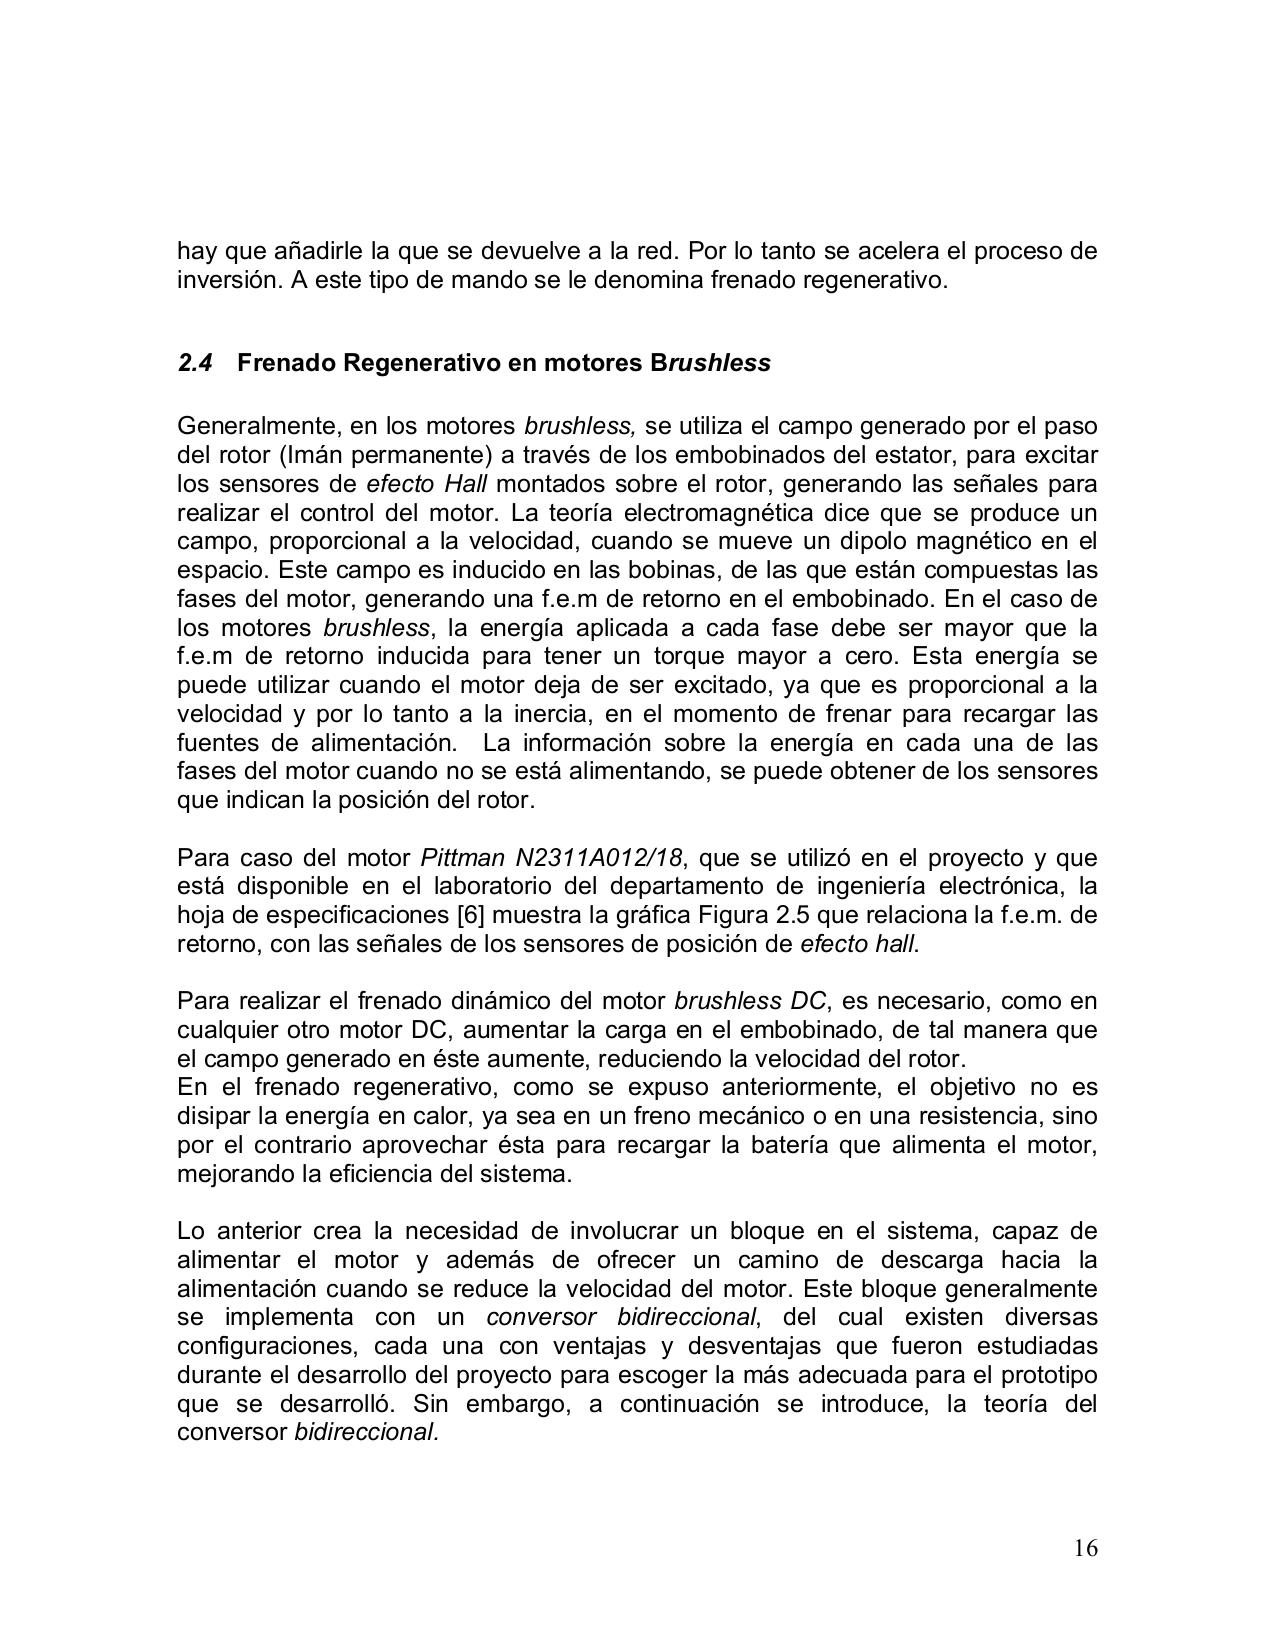 hay que añadirle la que se devuelve a la red. Por lo tanto se acelera el proceso de
inversión. A este tipo de mando se le denomina frenado regenerativo.
2.4 Frenado Regenerativo en motores Brushless
Generalmente, en los motores brushless, se utiliza el campo generado por el paso
del rotor (Imán permanente) a través de los embobinados del estator, para excitar
los sensores de efecto Hall montados sobre el rotor, generando las señales para
realizar el control del motor. La teoría electromagnética dice que se produce un
campo, proporcional a la velocidad, cuando se mueve un dipolo magnético en el
espacio. Este campo es inducido en las bobinas, de las que están compuestas las
fases del motor, generando una f.e.m de retorno en el embobinado. En el caso de
los motores brushless, la energía aplicada a cada fase debe ser mayor que la
f.e.m de retorno inducida para tener un torque mayor a cero. Esta energía se
puede utilizar cuando el motor deja de ser excitado, ya que es proporcional a la
velocidad y por lo tanto a la inercia, en el momento de frenar para recargar las
fuentes de alimentación. La información sobre la energía en cada una de las
fases del motor cuando no se está alimentando, se puede obtener de los sensores
que indican la posición del rotor.
Para caso del motor Pittman N2311A012/18, que se utilizó en el proyecto y que
está disponible en el laboratorio del departamento de ingeniería electrónica, la
hoja de especificaciones [6] muestra la gráfica Figura 2.5 que relaciona la f.e.m. de
retorno, con las señales de los sensores de posición de efecto hall.
Para realizar el frenado dinámico del motor brushless DC, es necesario, como en
cualquier otro motor DC, aumentar la carga en el embobinado, de tal manera que
el campo generado en éste aumente, reduciendo la velocidad del rotor.
En el frenado regenerativo, como se expuso anteriormente, el objetivo no es
disipar la energía en calor, ya sea en un freno mecánico o en una resistencia, sino
por el contrario aprovechar ésta para recargar la batería que alimenta el motor,
mejorando la eficiencia del sistema.
Lo anterior crea la necesidad de involucrar un bloque en el sistema, capaz de
alimentar el motor y además de ofrecer un camino de descarga hacia la
alimentación cuando se reduce la velocidad del motor. Este bloque generalmente
se implementa con un conversor bidireccional, del cual existen diversas
configuraciones, cada una con ventajas y desventajas que fueron estudiadas
durante el desarrollo del proyecto para escoger la más adecuada para el prototipo
que se desarrolló. Sin embargo, a continuación se introduce, la teoría del
conversor bidireccional.
16